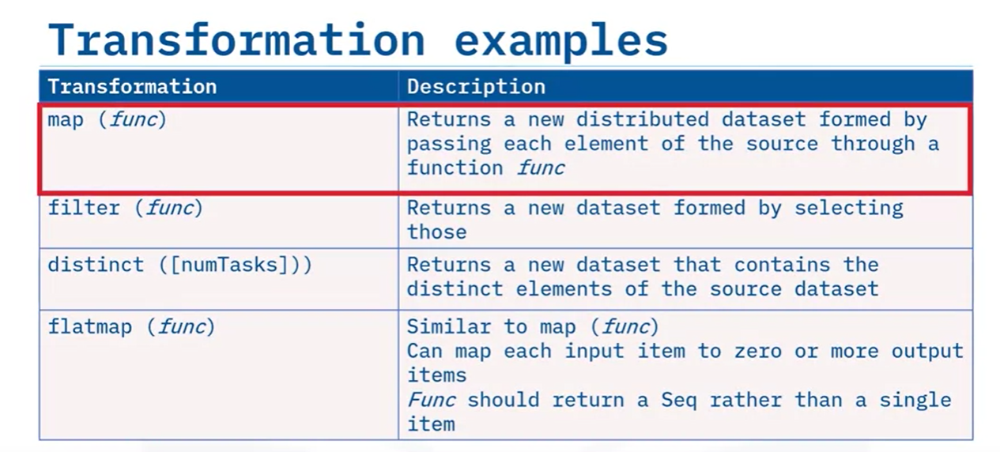 Transformation examples
Transformation Description
map (func) Returns a new distributed dataset formed by
passing each element of the source through a
function func
filter (func) Returns a new dataset formed by selecting
those
distinct ([numTasks])) Returns a new dataset that contains the
distinct elements of the source dataset
flatmap (func) Similar to map (func)
Can map each input item to zero or more output
items
Func should return a Seq rather than a single
item